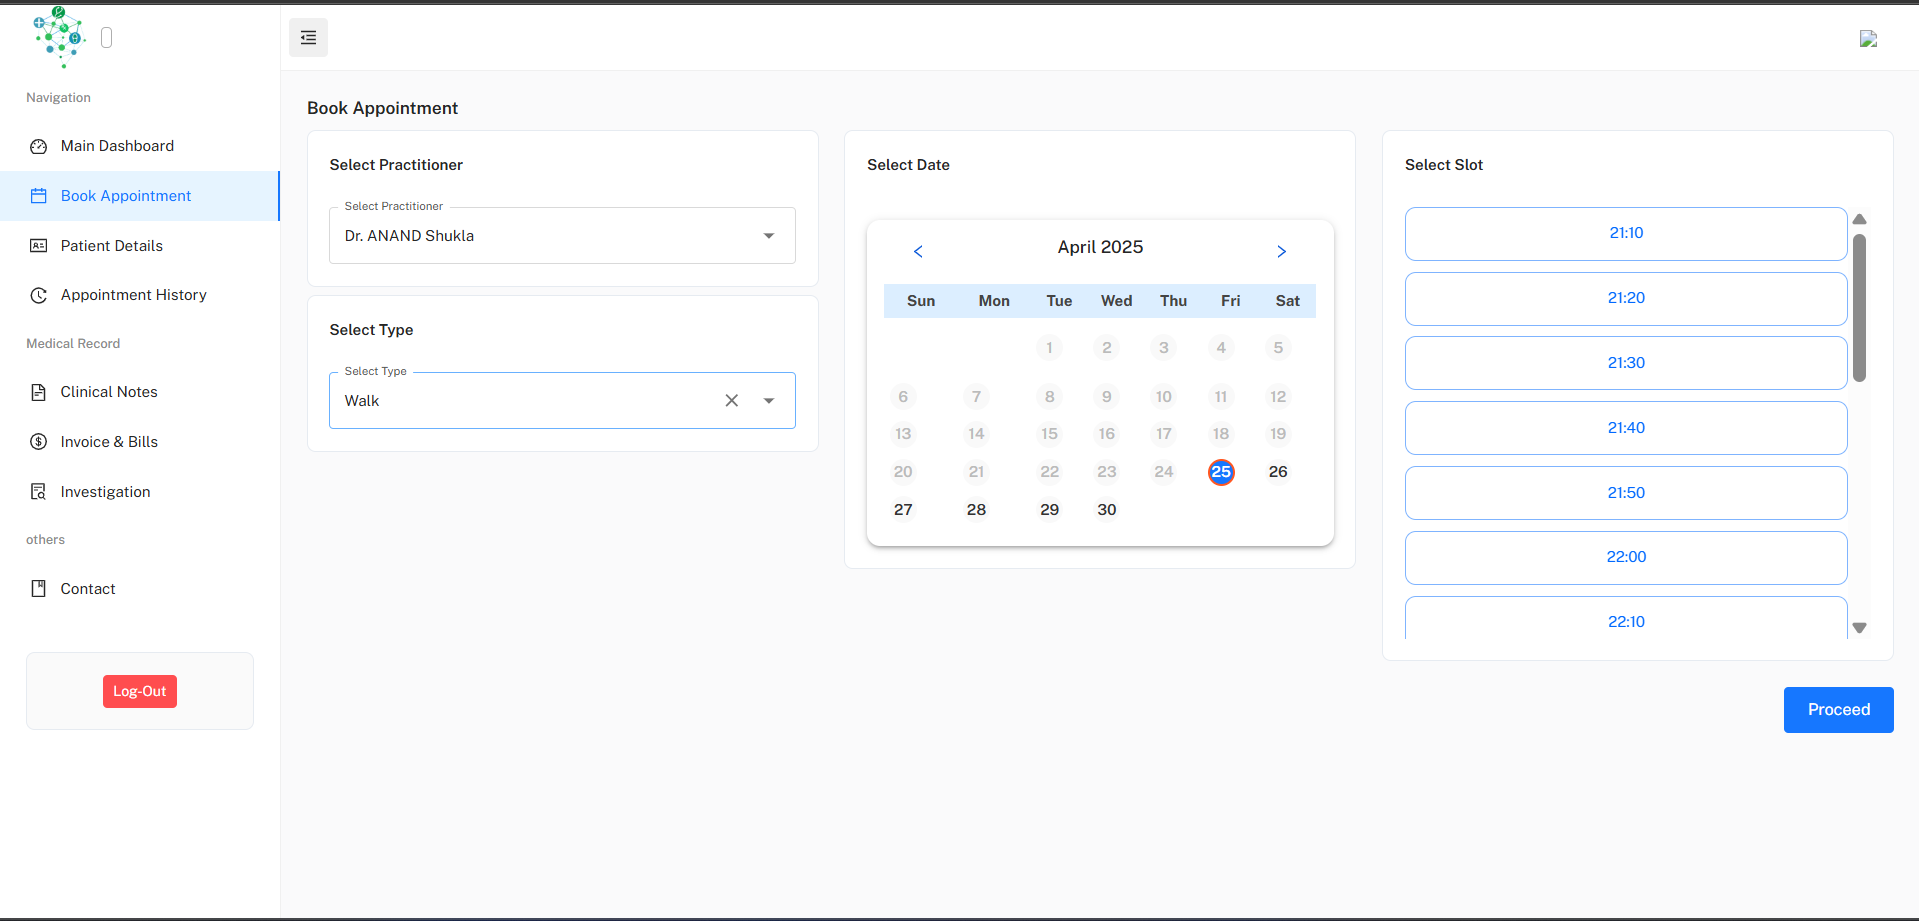 Navigation
Main Dashboard
Book Appointment
Patient Details
Appointment History
Medical Record
Clinical Notes
Invoice & Bills
Investigation
others
Contact
Log-Out
Book Appointment
Select Practitioner
Select Practitioner
Dr. ANAND Shukla
Select Type
Select Type
Walk
Select Date
April 2025
Sun Mon Tue Wed Thu Fri Sat
1 2 3 4 5
6 7 8 9 10 11 12
13 14 15 16 17 18 19
20 21 22 23 24 25 26
27 28 29 30
Select Slot
21:10
21:20
21:30
21:40
21:50
22:00
22:10
Proceed